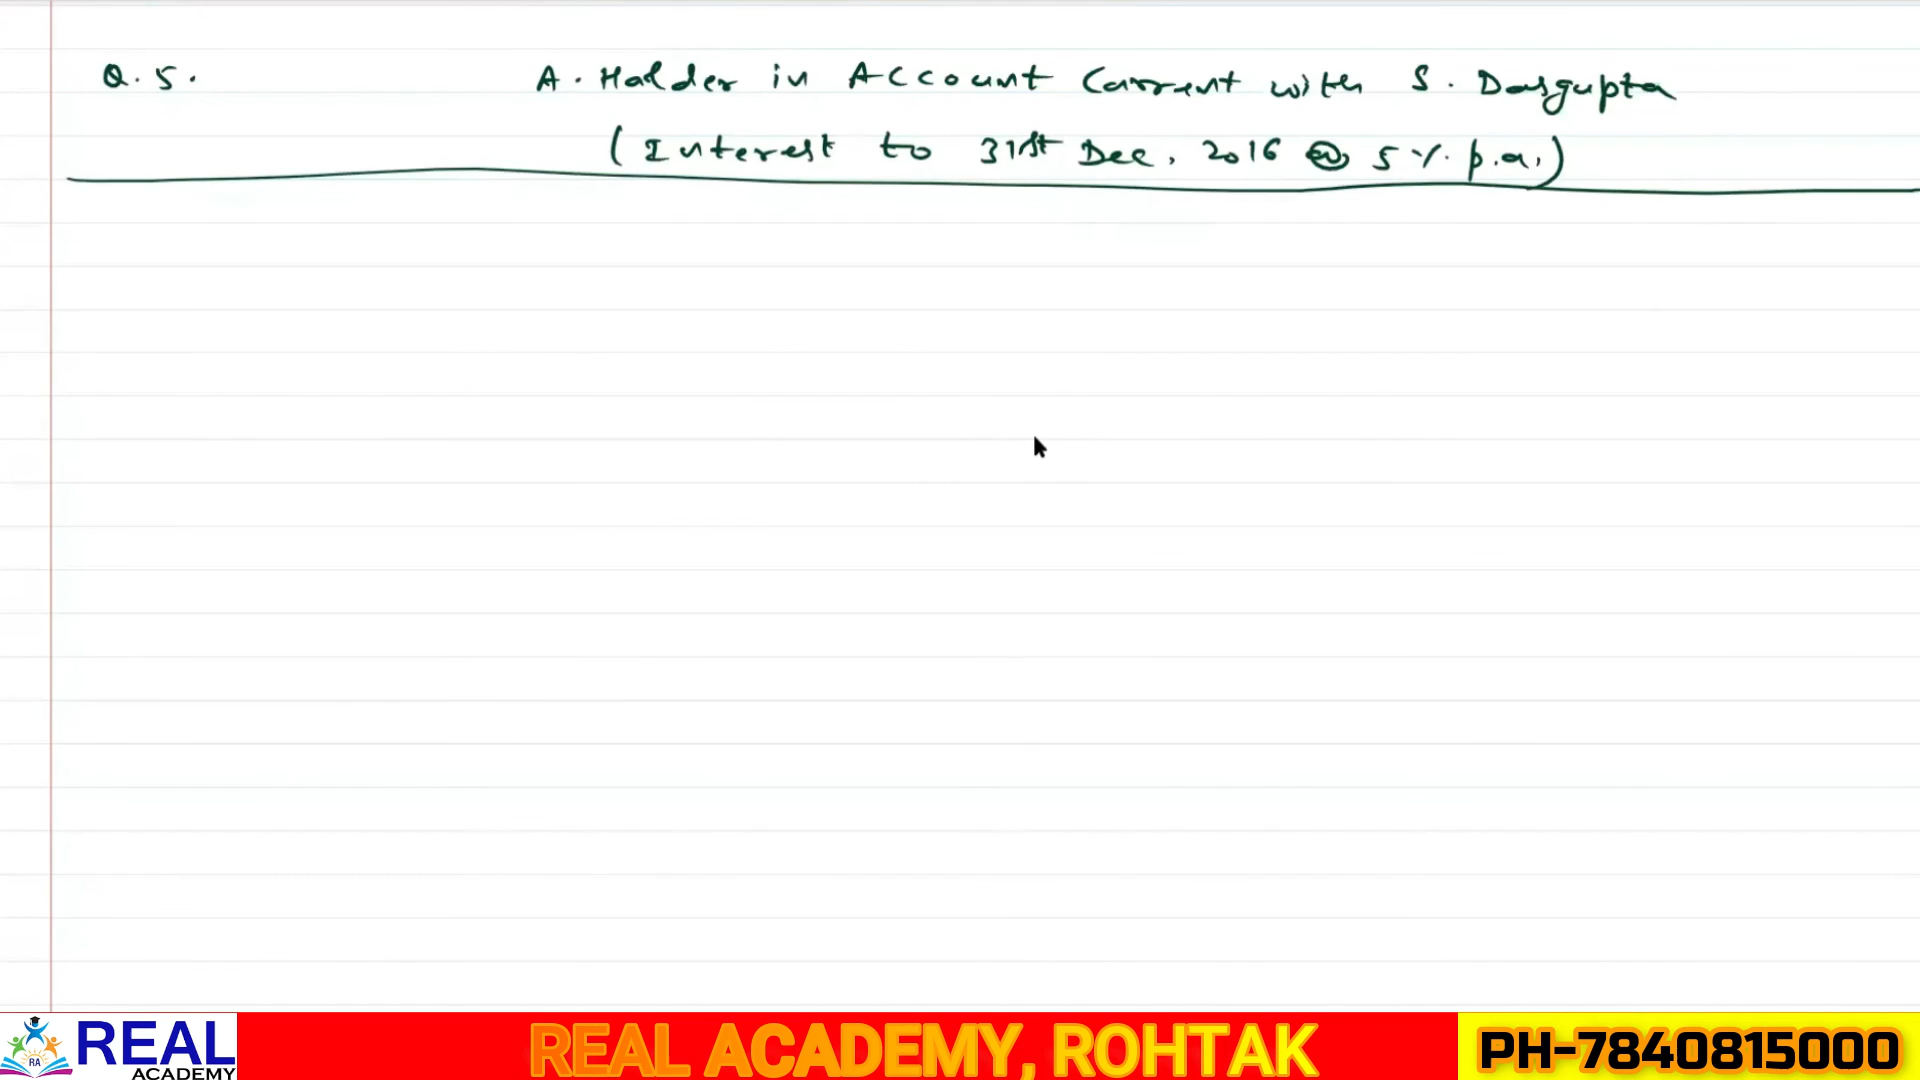 Q. 5. A. Halder in Account Current with S. Dasgupta
(Interest to 31st Dec, 2016 @ 5 %. p.a.)
RA REAL ACADEMY
REAL ACADEMY, ROHTAK
PH-7840815000